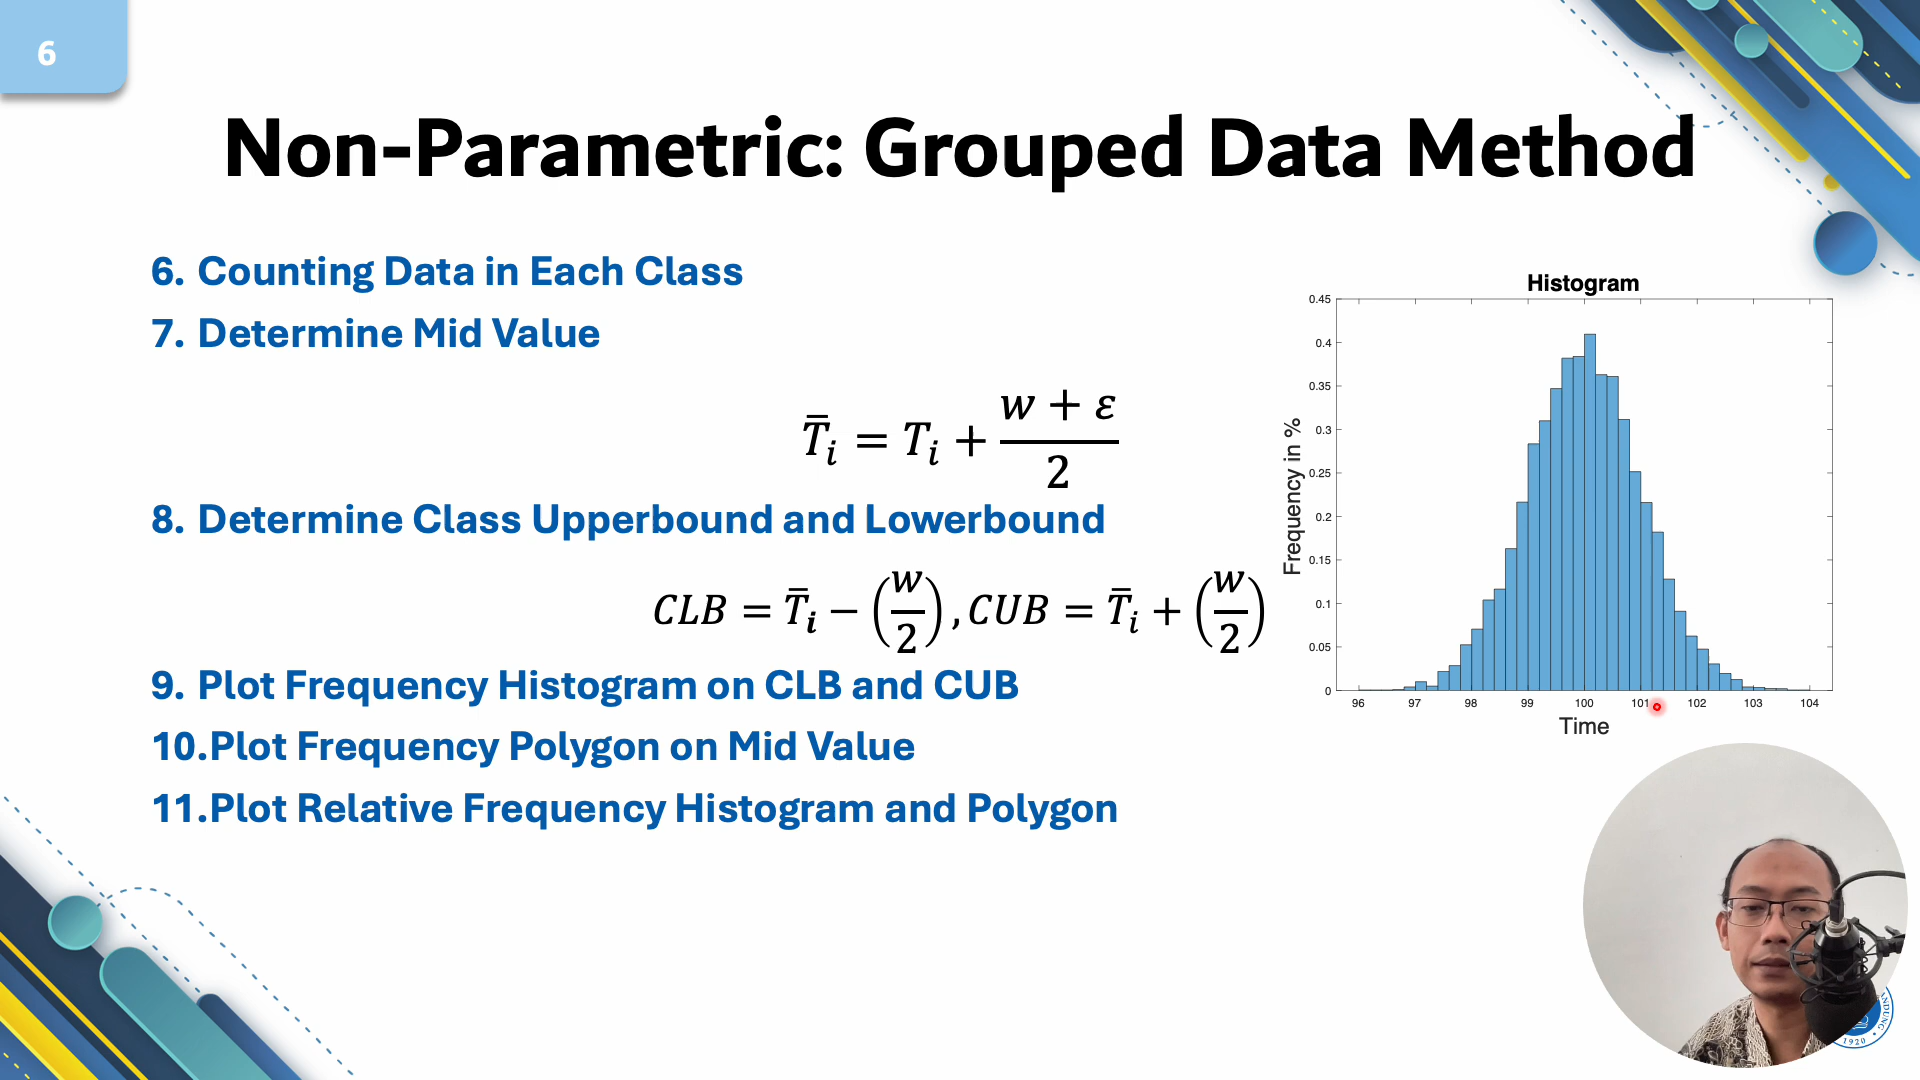 6
Non-Parametric: Grouped Data Method
6. Counting Data in Each Class
7. Determine Mid Value
T̄ᵢ = Tᵢ + (w + ε)/2
8. Determine Class Upperbound and Lowerbound
CLB = T̄ᵢ − (w/2), CUB = T̄ᵢ + (w/2)
9. Plot Frequency Histogram on CLB and CUB
10.Plot Frequency Polygon on Mid Value
11.Plot Relative Frequency Histogram and Polygon
Histogram
Frequency in %
0.45
0.4
0.35
0.3
0.25
0.2
0.15
0.1
0.05
0
96 97 98 99 100 101 102 103 104
Time
1920